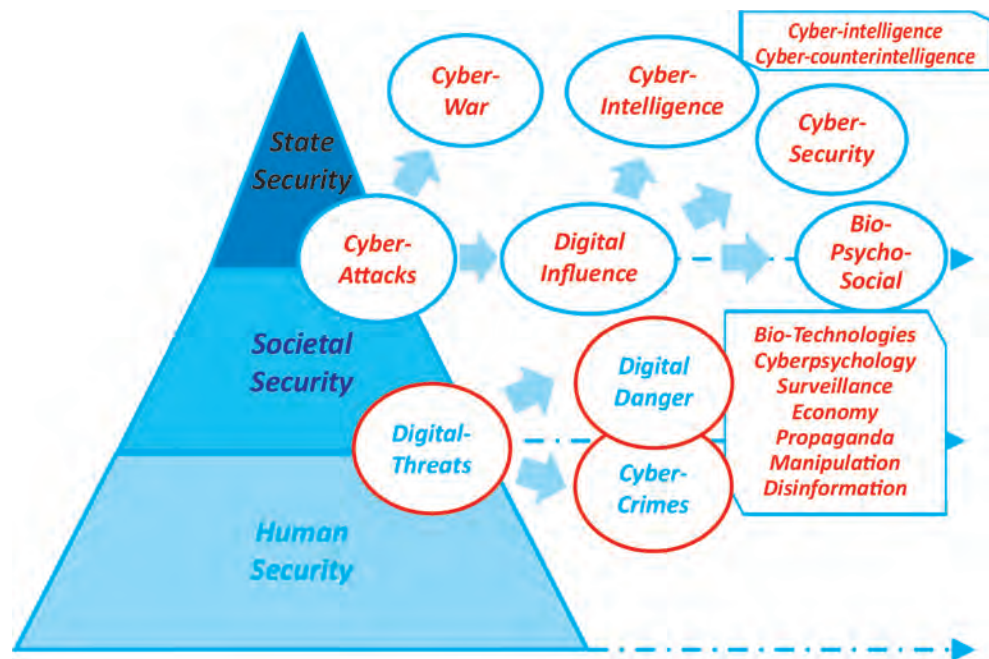 Cyber-intelligence
Cyber-counterintelligence
Cyber-
War
Cyber-
Intelligence
Cyber-
Security
State
Security
Cyber-
Attacks
Digital
Influence
Bio-
Psycho-
Social
Societal
Security
Digital
Danger
Bio-Technologies
Cyberpsychology
Surveillance
Economy
Propaganda
Manipulation
Disinformation
Digital-
Threats
Cyber-
Crimes
Human
Security